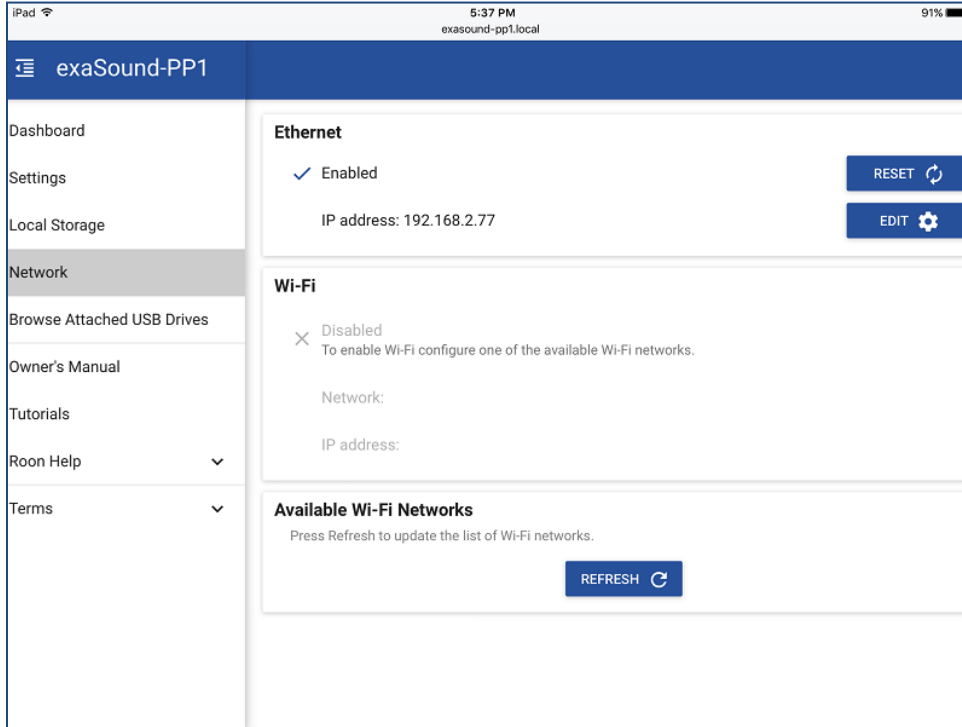 iPad 5:37 PM 91%
exasound-pp1.local
exaSound-PP1
Dashboard
Settings
Local Storage
Network
Browse Attached USB Drives
Owner's Manual
Tutorials
Roon Help
Terms
Ethernet
Enabled
RESET
IP address: 192.168.2.77
EDIT
Wi-Fi
Disabled
To enable Wi-Fi configure one of the available Wi-Fi networks.
Network:
IP address:
Available Wi-Fi Networks
Press Refresh to update the list of Wi-Fi networks.
REFRESH